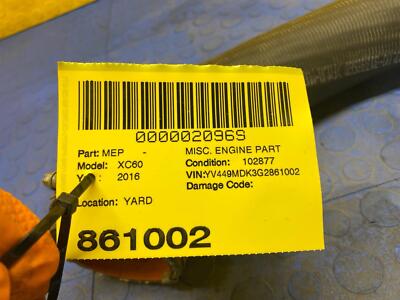 0000020969
Part: MEP - MISC. ENGINE PART
Model: XC60 Condition: 102877
2016 VIN:YV449MDK3G2861002
Damage Code:
Location: YARD
861002